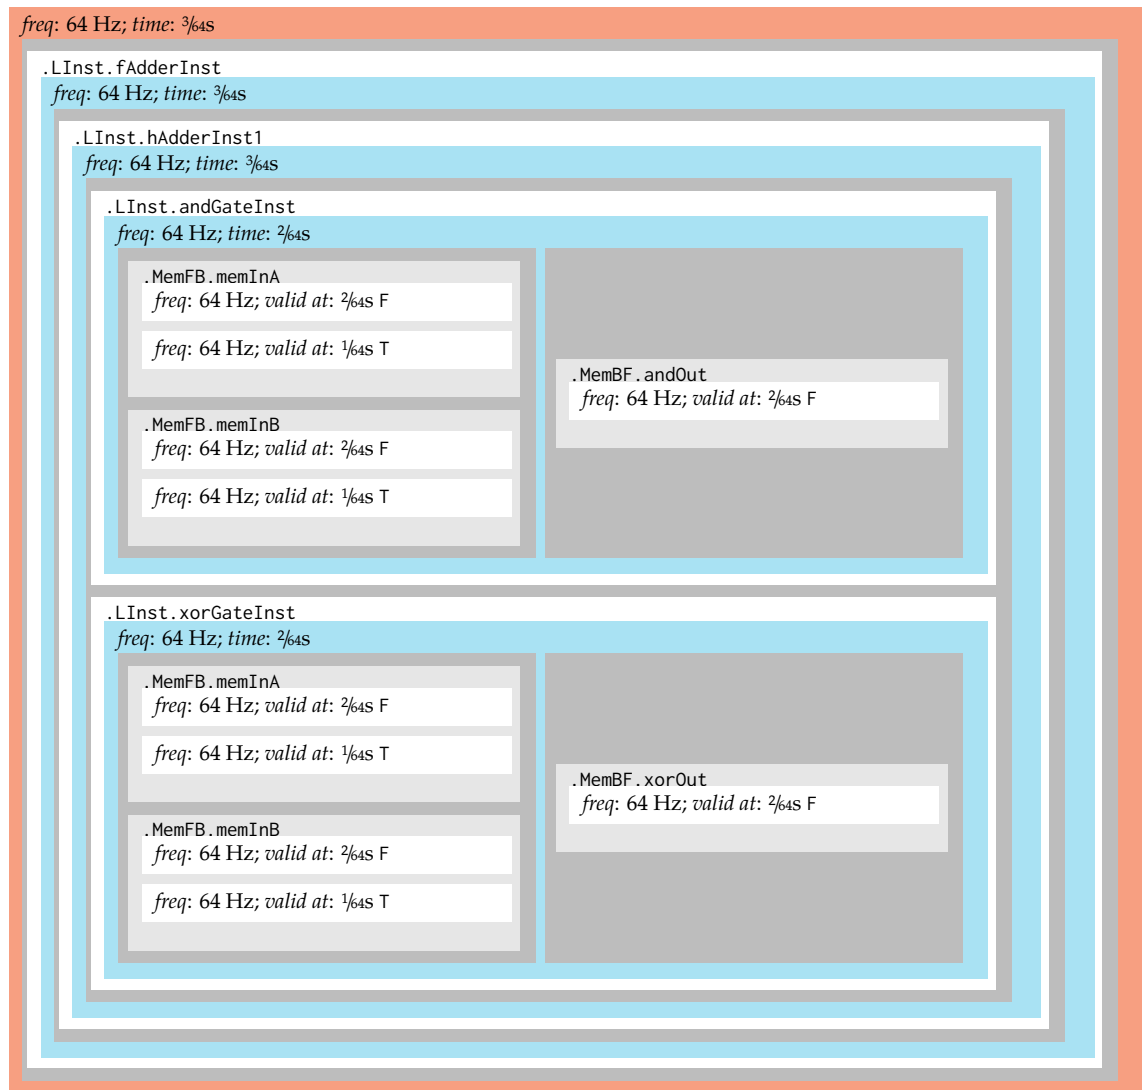 freq: 64 Hz; time: 3/64s
.LInst.fAdderInst
freq: 64 Hz; time: 3/64s
.LInst.hAdderInst1
freq: 64 Hz; time: 3/64s
.LInst.andGateInst
freq: 64 Hz; time: 2/64s
.MemFB.memInA
freq: 64 Hz; valid at: 2/64s F
freq: 64 Hz; valid at: 1/64s T
.MemFB.memInB
freq: 64 Hz; valid at: 2/64s F
freq: 64 Hz; valid at: 1/64s T
.MemBF.andOut
freq: 64 Hz; valid at: 2/64s F
.LInst.xorGateInst
freq: 64 Hz; time: 2/64s
.MemFB.memInA
freq: 64 Hz; valid at: 2/64s F
freq: 64 Hz; valid at: 1/64s T
.MemFB.memInB
freq: 64 Hz; valid at: 2/64s F
freq: 64 Hz; valid at: 1/64s T
.MemBF.xorOut
freq: 64 Hz; valid at: 2/64s F